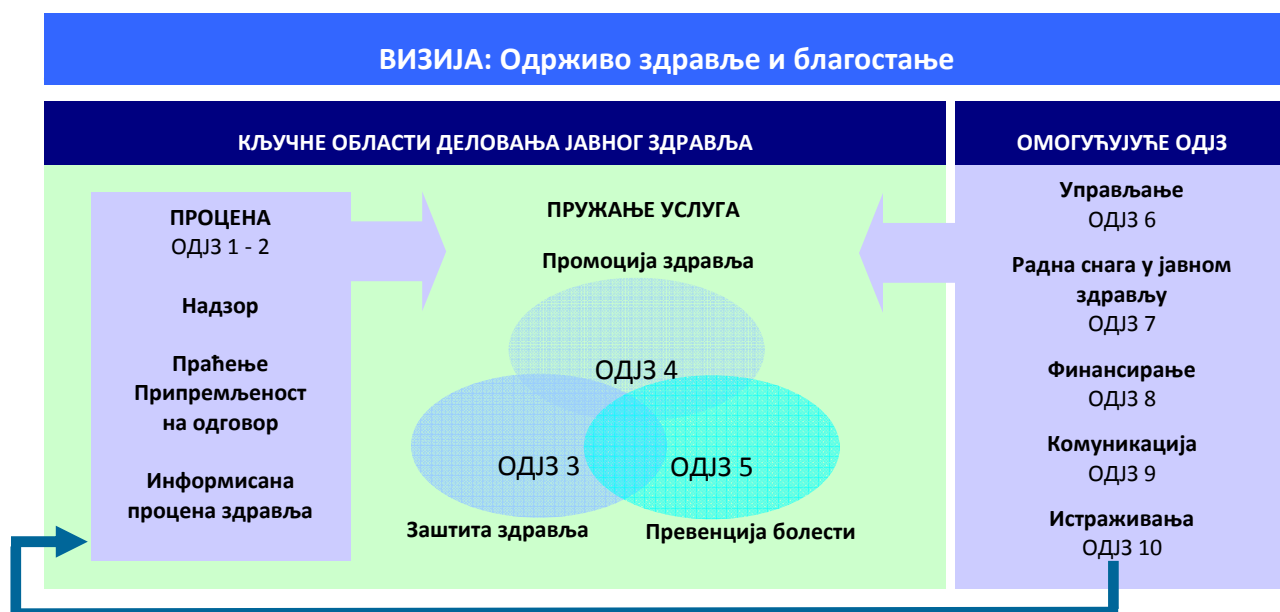 ВИЗИЈА: Одрживо здравље и благостање
КЉУЧНЕ ОБЛАСТИ ДЕЛОВАЊА ЈАВНОГ ЗДРАВЉА
ПРОЦЕНА
ОДЈЗ 1 - 2
Надзор
Праћење
Припремљеност
на одговор
Информисана
процена здравља
ПРУЖАЊЕ УСЛУГА
Промоција здравља
ОДЈЗ 4
ОДЈЗ 3
ОДЈЗ 5
Заштита здравља
Превенција болести
ОМОГУЋУЈУЋЕ ОДЈЗ
Управљање
ОДЈЗ 6
Радна снага у јавном
здрављу
ОДЈЗ 7
Финансирање
ОДЈЗ 8
Комуникација
ОДЈЗ 9
Истраживања
ОДЈЗ 10